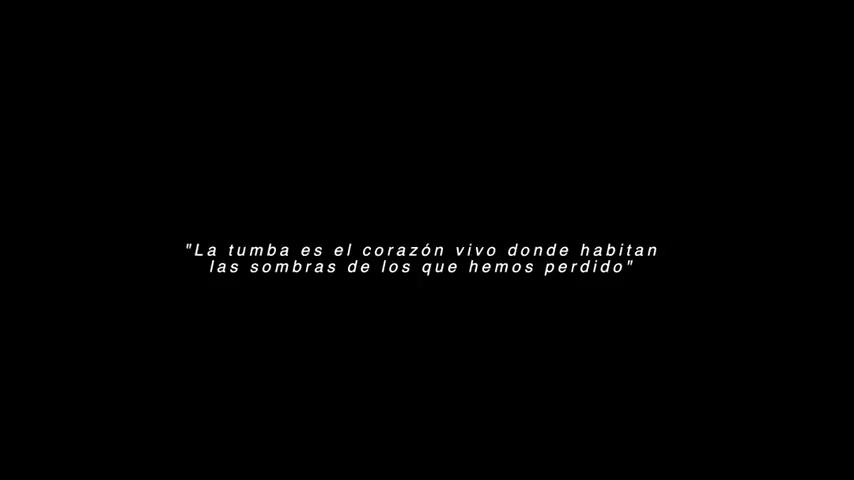 "La tumba es el corazón vivo donde habitan
las sombras de los que hemos perdido"